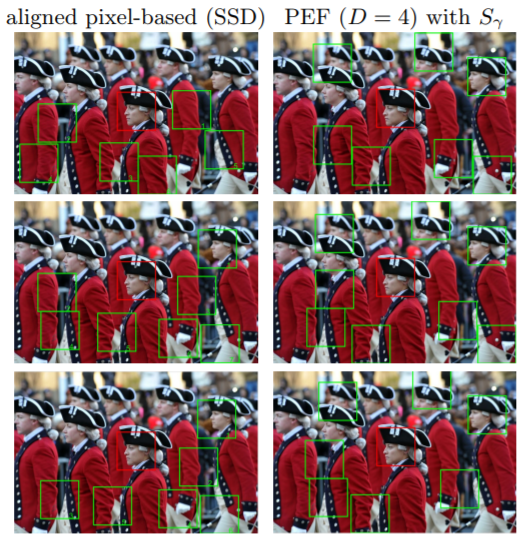 aligned pixel-based (SSD) PEF (D = 4) with Sγ